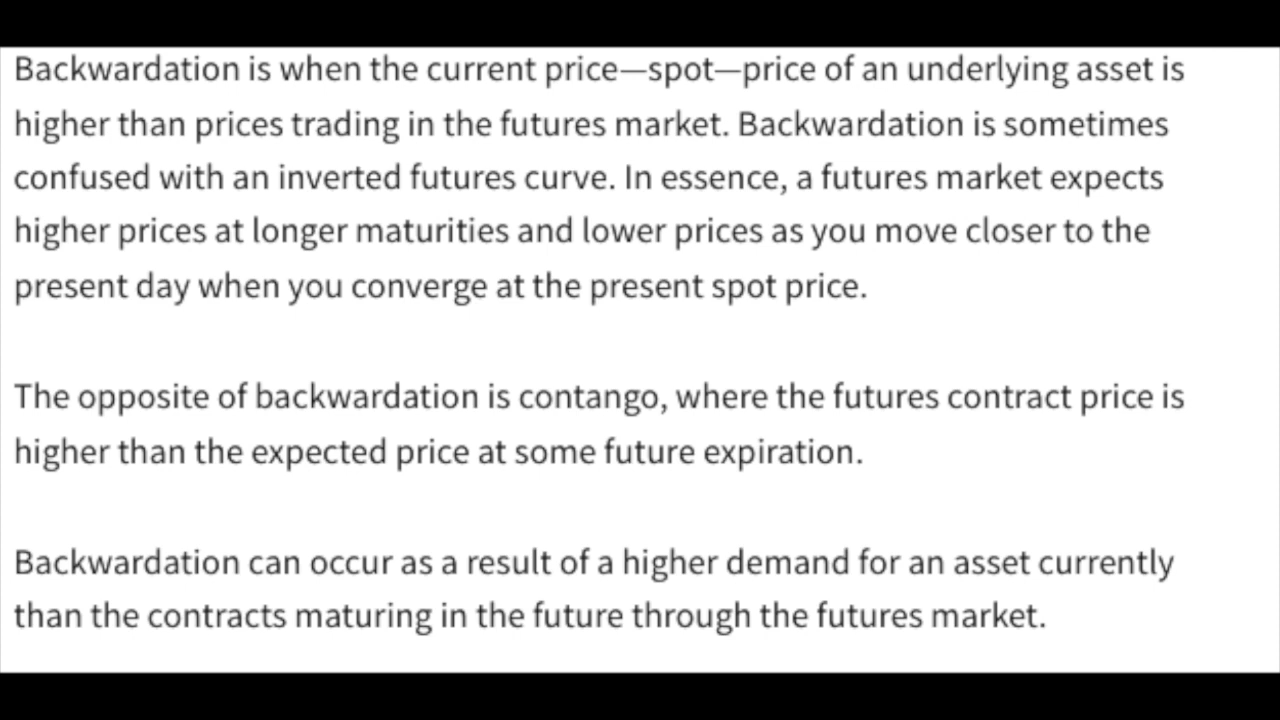 Backwardation is when the current price—spot—price of an underlying asset is
higher than prices trading in the futures market. Backwardation is sometimes
confused with an inverted futures curve. In essence, a futures market expects
higher prices at longer maturities and lower prices as you move closer to the
present day when you converge at the present spot price.
The opposite of backwardation is contango, where the futures contract price is
higher than the expected price at some future expiration.
Backwardation can occur as a result of a higher demand for an asset currently
than the contracts maturing in the future through the futures market.